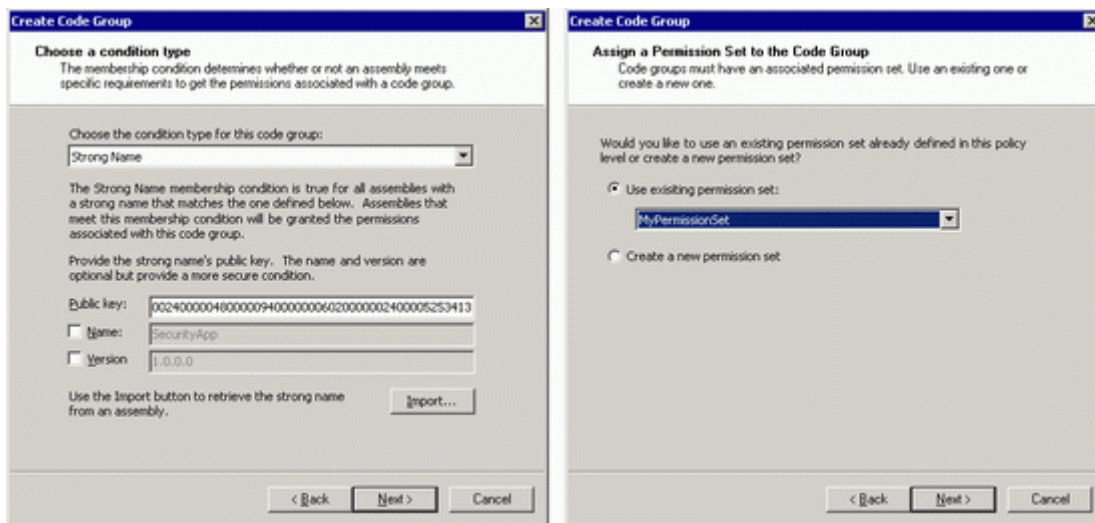 Create Code Group
Choose a condition type
The membership condition determines whether or not an assembly meets
specific requirements to get the permissions associated with a code group.
Choose the condition type for this code group:
Strong Name
The Strong Name membership condition is true for all assemblies with
a strong name that matches the one defined below. Assemblies that
meet this membership condition will be granted the permissions
associated with this code group.
Provide the strong name's public key. The name and version are
optional but provide a more secure condition.
Public key: 00240000048000009400000006020000002400005253413
Name: SecurityApp
Version 1.0.0.0
Use the Import button to retrieve the strong name
from an assembly.
Import...
< Back Next > Cancel
Create Code Group
Assign a Permission Set to the Code Group
Code groups must have an associated permission set. Use an existing one or
create a new one.
Would you like to use an existing permission set already defined in this policy
level or create a new permission set?
Use exisiting permission set:
MyPermissionSet
Create a new permission set
< Back Next > Cancel